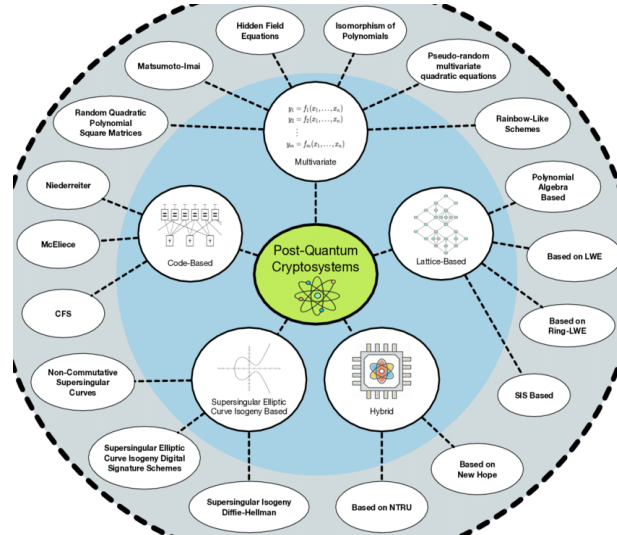 Hidden Field
Equations
Isomorphism of
Polynomials
Matsumoto-Imai
Pseudo-random
multivariate
quadratic equations
Random Quadratic
Polynomial
Square Matrices
Rainbow-Like
Schemes
y₁ = f₁(x₁, . . . , xₙ)
y₂ = f₂(x₁, . . . , xₙ)
⋮
yₘ = fₘ(x₁, . . . , xₙ)
Multivariate
Niederreiter
McEliece
CFS
Code-Based
Post-Quantum
Cryptosystems
Lattice-Based
Polynomial
Algebra
Based
Based on LWE
Based on
Ring-LWE
SIS Based
Non-Commutative
Supersingular
Curves
Supersingular Elliptic
Curve Isogeny Based
Hybrid
Supersingular Elliptic
Curve Isogeny Digital
Signature Schemes
Supersingular Isogeny
Diffie-Hellman
Based on NTRU
Based on
New Hope